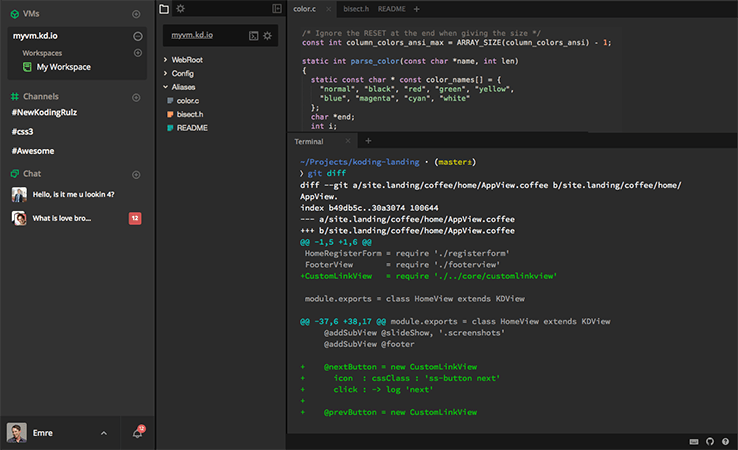 VMs
myvm.kd.io
Workspaces
My Workspace
Channels
#NewKodingRulz
#css3
#Awesome
Chat
Hello, is it me u lookin 4?
What is love bro...
12
Emre
12
myvm.kd.io
WebRoot
Config
Aliases
color.c
bisect.h
README
color.c
bisect.h
README
/* Ignore the RESET at the end when giving the size */
const int column_colors_ansi_max = ARRAY_SIZE(column_colors_ansi) - 1;
static int parse_color(const char *name, int len)
{
static const char * const color_names[] = {
"normal", "black", "red", "green", "yellow",
"blue", "magenta", "cyan", "white"
};
char *end;
int i;
Terminal
~/Projects/koding-landing · (master±)
❯ git diff
diff --git a/site.landing/coffee/home/AppView.coffee b/site.landing/coffee/home/
AppView.
index b49db5c..30a3074 100644
--- a/site.landing/coffee/home/AppView.coffee
+++ b/site.landing/coffee/home/AppView.coffee
@@ -1,5 +1,6 @@
HomeRegisterForm = require './registerform'
FooterView = require './footerview'
+CustomLinkView = require './../core/customlinkview'
module.exports = class HomeView extends KDView
@@ -37,6 +38,17 @@ module.exports = class HomeView extends KDView
@addSubView @slideShow, '.screenshots'
@addSubView @footer
+ @nextButton = new CustomLinkView
+ icon : cssClass : 'ss-button next'
+ click : -> log 'next'
+
+ @prevButton = new CustomLinkView